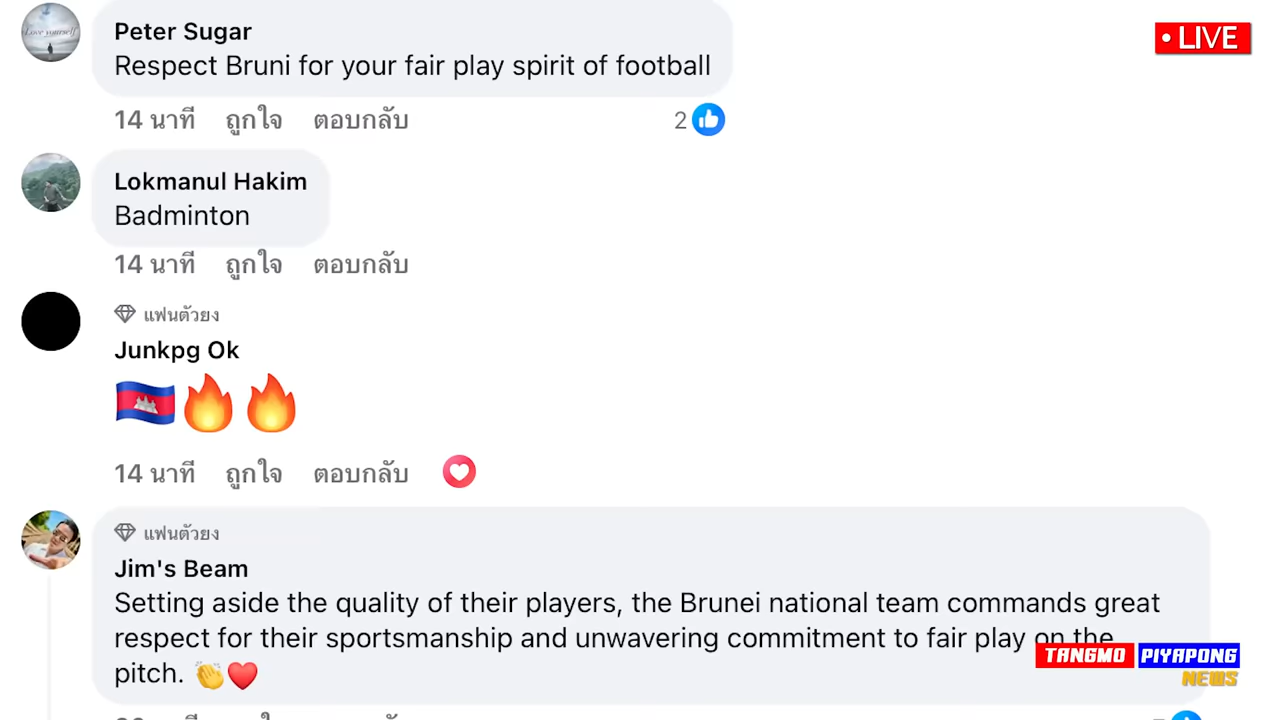 Love yourself
Peter Sugar
• LIVE
Respect Bruni for your fair play spirit of football
14 นาที ถูกใจ ตอบกลับ 2
Lokmanul Hakim
Badminton
14 นาที ถูกใจ ตอบกลับ
แฟนตัวยง
Junkpg Ok
🇰🇭🔥🔥
14 นาที ถูกใจ ตอบกลับ
แฟนตัวยง
Jim's Beam
Setting aside the quality of their players, the Brunei national team commands great
respect for their sportsmanship and unwavering commitment to fair play on the
pitch. 👏♥️
TANGMO PIYAPONG
NEWS